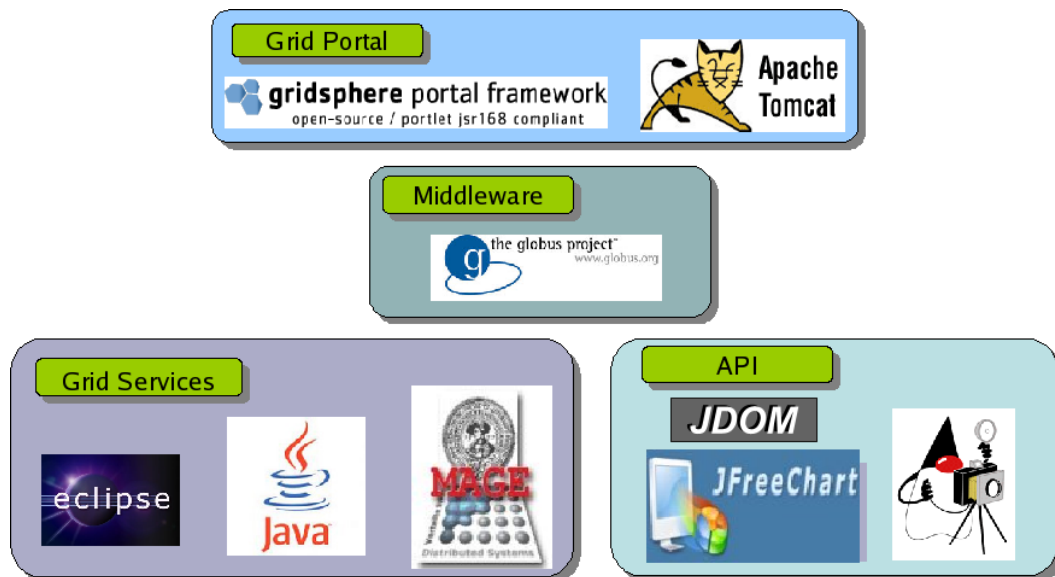 Grid Portal
gridsphere portal framework
open-source / portlet jsr168 compliant
Apache
Tomcat
Middleware
g
the globus project™
www.globus.org
Grid Services
eclipse
Java
MAGE
Distributed Systems
API
JDOM
JFreeChart